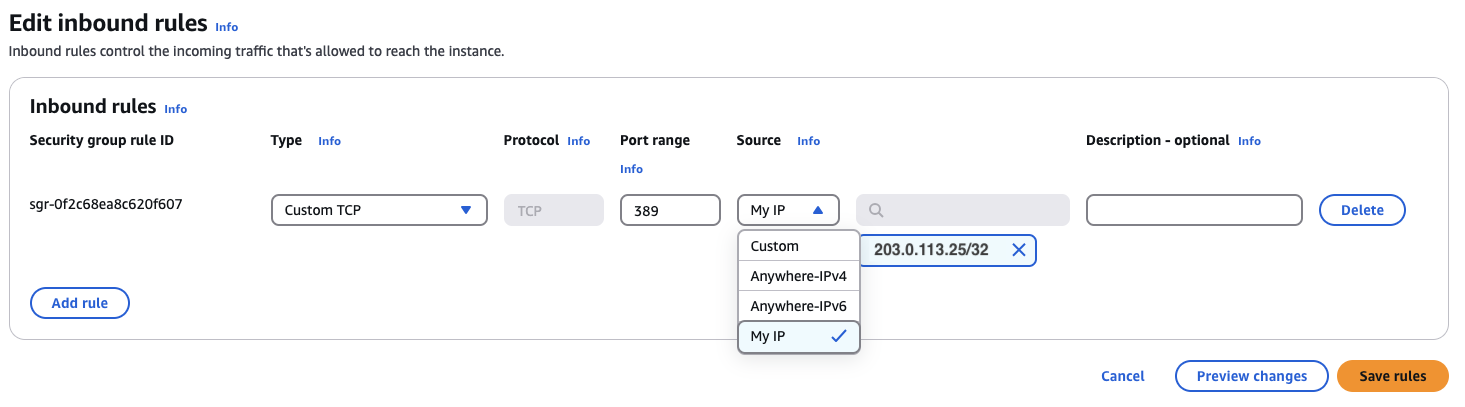 Edit inbound rules Info
Inbound rules control the incoming traffic that's allowed to reach the instance.
Inbound rules Info
Security group rule ID
Type Info
Protocol Info
Port range
Info
Source Info
Description - optional Info
sgr-0f2c68ea8c620f607
Custom TCP
TCP
389
My IP
Delete
Custom
Anywhere-IPv4
Anywhere-IPv6
My IP
203.0.113.25/32
Add rule
Cancel
Preview changes
Save rules